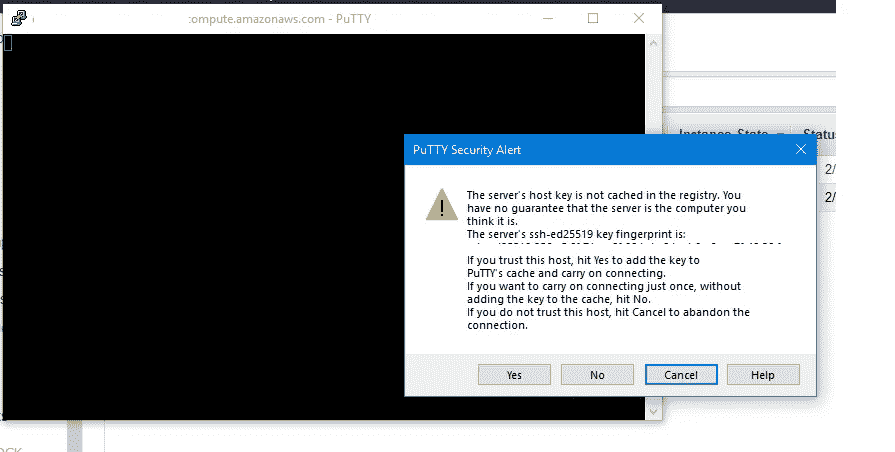 compute.amazonaws.com - PuTTY
Instance State
Status
PuTTY Security Alert
2/
2/
The server's host key is not cached in the registry. You
have no guarantee that the server is the computer you
think it is.
The server's ssh-ed25519 key fingerprint is:
If you trust this host, hit Yes to add the key to
PuTTY's cache and carry on connecting.
If you want to carry on connecting just once, without
adding the key to the cache, hit No.
If you do not trust this host, hit Cancel to abandon the
connection.
Yes
No
Cancel
Help